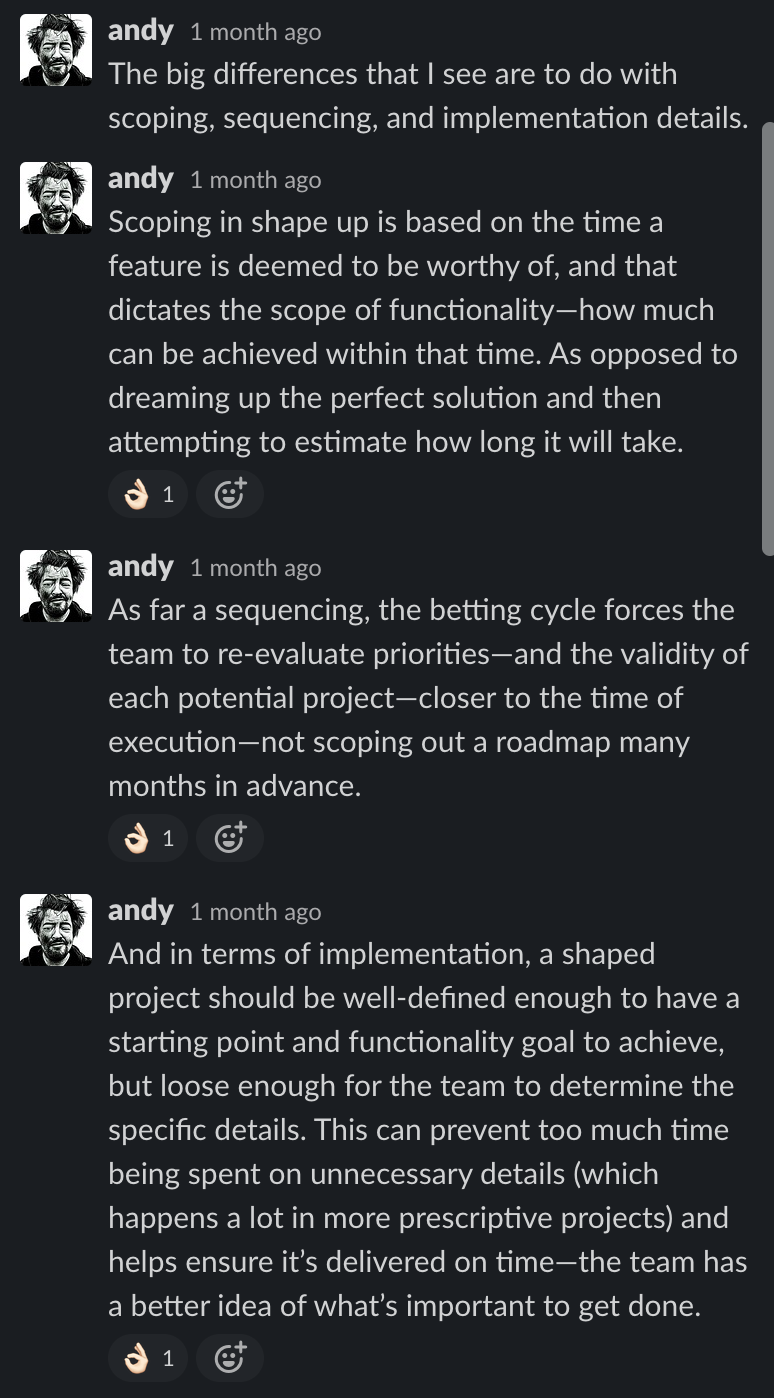 andy 1 month ago
The big differences that I see are to do with
scoping, sequencing, and implementation details.
andy 1 month ago
Scoping in shape up is based on the time a
feature is deemed to be worthy of, and that
dictates the scope of functionality—how much
can be achieved within that time. As opposed to
dreaming up the perfect solution and then
attempting to estimate how long it will take.
👌🏻 1
andy 1 month ago
As far a sequencing, the betting cycle forces the
team to re-evaluate priorities—and the validity of
each potential project—closer to the time of
execution—not scoping out a roadmap many
months in advance.
👌🏻 1
andy 1 month ago
And in terms of implementation, a shaped
project should be well-defined enough to have a
starting point and functionality goal to achieve,
but loose enough for the team to determine the
specific details. This can prevent too much time
being spent on unnecessary details (which
happens a lot in more prescriptive projects) and
helps ensure it’s delivered on time—the team has
a better idea of what’s important to get done.
👌🏻 1